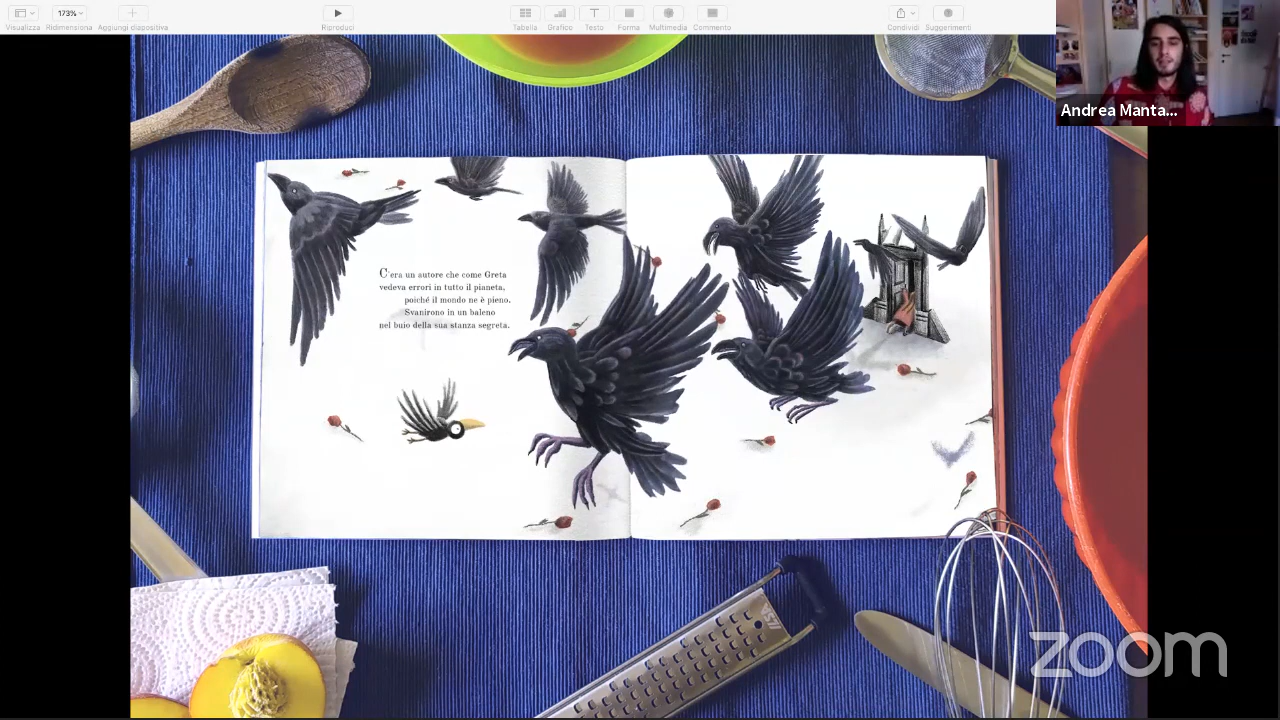 173%
Visualizza
Ridimensiona
Aggiungi diapositiva
Riproduci
Tabella
Grafico
Testo
Forma
Multimedia
Commento
Condividi
Suggerimenti
Andrea Manta...
C'era un autore che come Greta
vedeva errori in tutto il pianeta,
poiché il mondo ne è pieno.
Svanirono in un baleno
nel buio della sua stanza segreta.
zoom